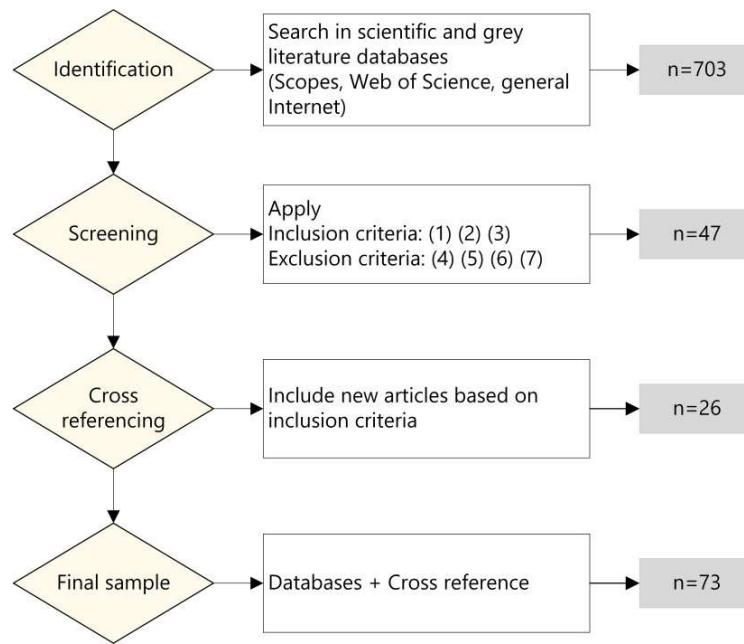 Identification
Search in scientific and grey
literature databases
(Scopes, Web of Science, general
Internet)
n=703
Screening
Apply
Inclusion criteria: (1) (2) (3)
Exclusion criteria: (4) (5) (6) (7)
n=47
Cross
referencing
Include new articles based on
inclusion criteria
n=26
Final sample
Databases + Cross reference
n=73